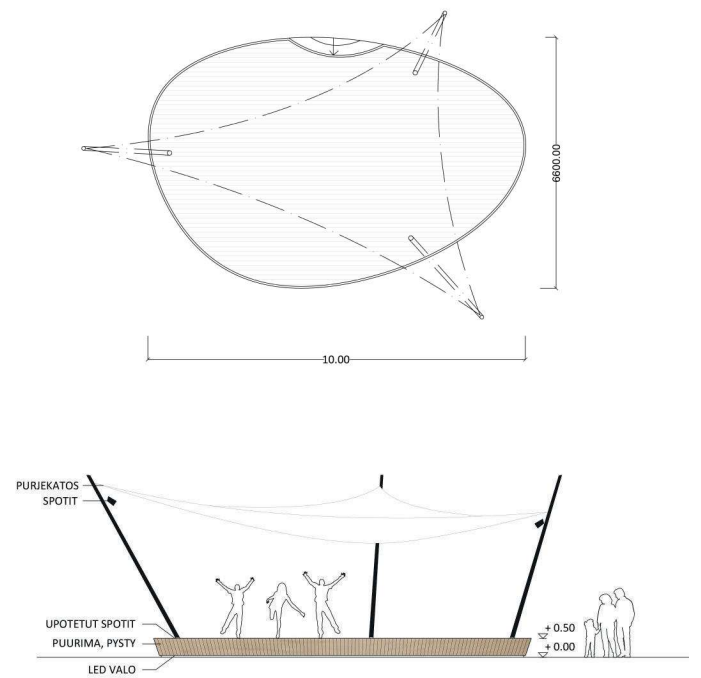 6600.00
10.00
PURJEKATOS
SPOTIT
UPOTETUT SPOTIT
PUURIMA, PYSTY
LED VALO
+ 0.50
+ 0.00